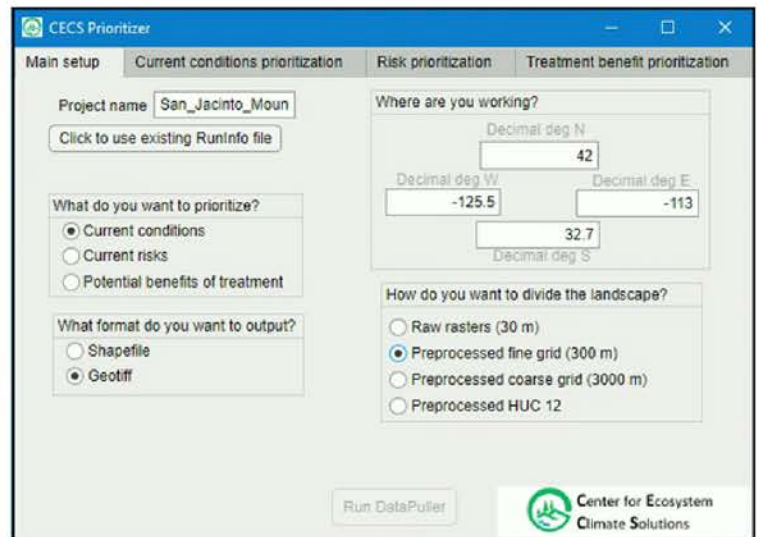 CECS Prioritizer
Main setup
Current conditions prioritization
Risk prioritization
Treatment benefit prioritization
Project name
San_Jacinto_Moun
Click to use existing RunInfo file
What do you want to prioritize?
Current conditions
Current risks
Potential benefits of treatment
What format do you want to output?
Shapefile
Geotiff
Where are you working?
Decimal deg N
42
Decimal deg W
Decimal deg E
-125.5
-113
32.7
Decimal deg S
How do you want to divide the landscape?
Raw rasters (30 m)
Preprocessed fine grid (300 m)
Preprocessed coarse grid (3000 m)
Preprocessed HUC 12
Run DataPuller
Center for Ecosystem
Climate Solutions